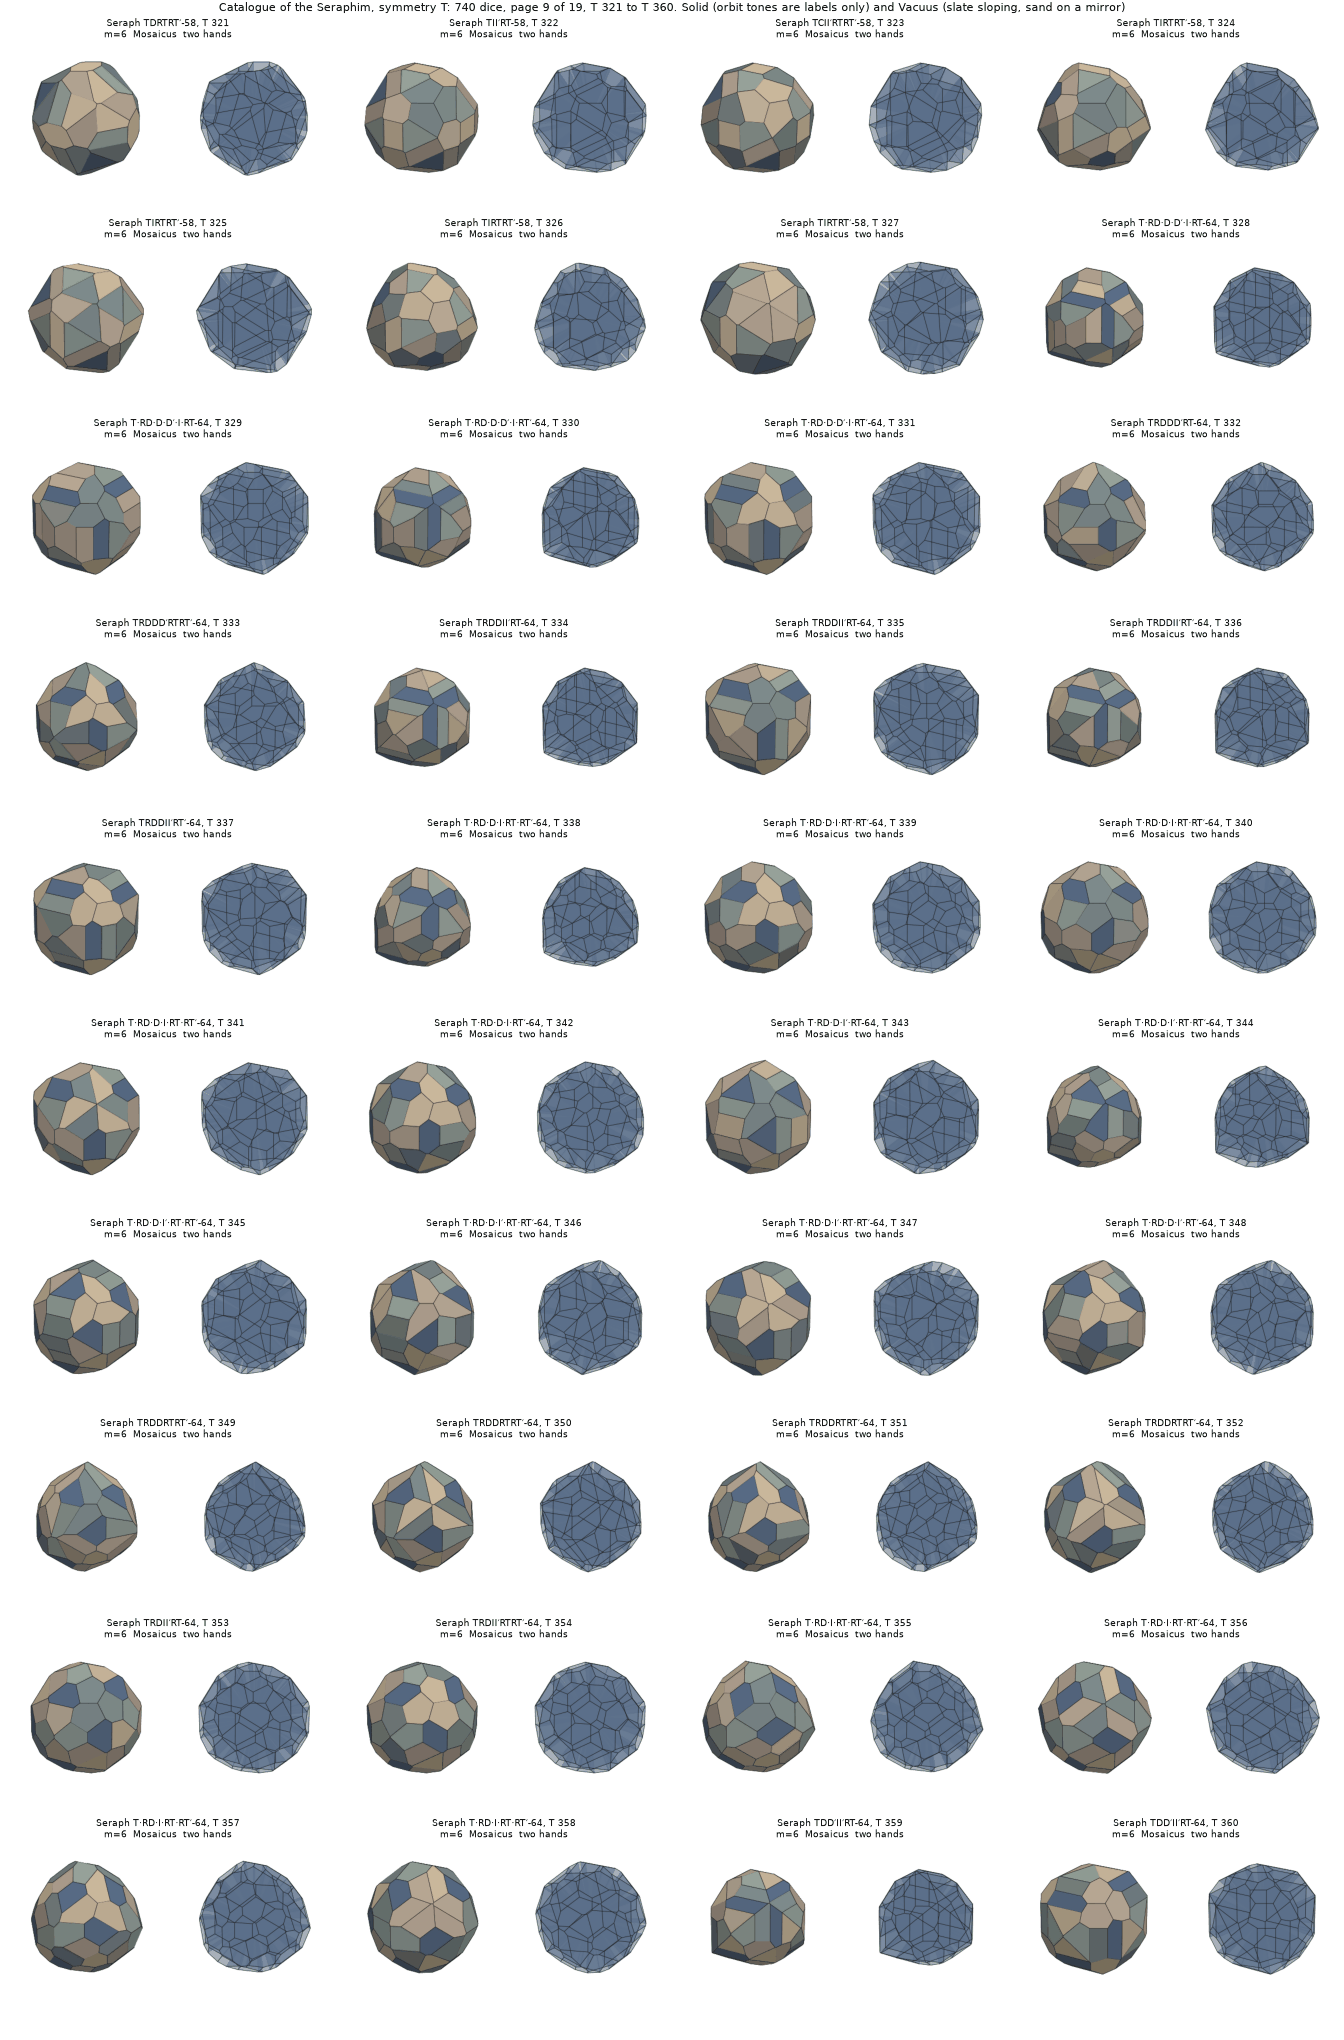 Catalogue of the Seraphim, symmetry T: 740 dice, page 9 of 19, T 321 to T 360. Solid (orbit tones are labels only) and Vacuus (slate sloping, sand on a mirror)
Seraph TDRTRT′-58, T 321
m=6 Mosaicus two hands
Seraph TII′RT-58, T 322
m=6 Mosaicus two hands
Seraph TCII′RTRT′-58, T 323
m=6 Mosaicus two hands
Seraph TIRTRT′-58, T 324
m=6 Mosaicus two hands
Seraph TIRTRT′-58, T 325
m=6 Mosaicus two hands
Seraph TIRTRT′-58, T 326
m=6 Mosaicus two hands
Seraph TIRTRT′-58, T 327
m=6 Mosaicus two hands
Seraph T·RD·D·D′·I·RT-64, T 328
m=6 Mosaicus two hands
Seraph T·RD·D·D′·I·RT-64, T 329
m=6 Mosaicus two hands
Seraph T·RD·D·D′·I·RT′-64, T 330
m=6 Mosaicus two hands
Seraph T·RD·D·D′·I·RT′-64, T 331
m=6 Mosaicus two hands
Seraph TRDDD′RT-64, T 332
m=6 Mosaicus two hands
Seraph TRDDD′RTRT′-64, T 333
m=6 Mosaicus two hands
Seraph TRDDII′RT-64, T 334
m=6 Mosaicus two hands
Seraph TRDDII′RT-64, T 335
m=6 Mosaicus two hands
Seraph TRDDII′RT′-64, T 336
m=6 Mosaicus two hands
Seraph TRDDII′RT′-64, T 337
m=6 Mosaicus two hands
Seraph T·RD·D·I·RT·RT′-64, T 338
m=6 Mosaicus two hands
Seraph T·RD·D·I·RT·RT′-64, T 339
m=6 Mosaicus two hands
Seraph T·RD·D·I·RT·RT′-64, T 340
m=6 Mosaicus two hands
Seraph T·RD·D·I·RT·RT′-64, T 341
m=6 Mosaicus two hands
Seraph T·RD·D·I·RT′-64, T 342
m=6 Mosaicus two hands
Seraph T·RD·D·I′·RT-64, T 343
m=6 Mosaicus two hands
Seraph T·RD·D·I′·RT·RT′-64, T 344
m=6 Mosaicus two hands
Seraph T·RD·D·I′·RT·RT′-64, T 345
m=6 Mosaicus two hands
Seraph T·RD·D·I′·RT·RT′-64, T 346
m=6 Mosaicus two hands
Seraph T·RD·D·I′·RT·RT′-64, T 347
m=6 Mosaicus two hands
Seraph T·RD·D·I′·RT′-64, T 348
m=6 Mosaicus two hands
Seraph TRDDRTRT′-64, T 349
m=6 Mosaicus two hands
Seraph TRDDRTRT′-64, T 350
m=6 Mosaicus two hands
Seraph TRDDRTRT′-64, T 351
m=6 Mosaicus two hands
Seraph TRDDRTRT′-64, T 352
m=6 Mosaicus two hands
Seraph TRDII′RT-64, T 353
m=6 Mosaicus two hands
Seraph TRDII′RTRT′-64, T 354
m=6 Mosaicus two hands
Seraph T·RD·I·RT·RT′-64, T 355
m=6 Mosaicus two hands
Seraph T·RD·I·RT·RT′-64, T 356
m=6 Mosaicus two hands
Seraph T·RD·I·RT·RT′-64, T 357
m=6 Mosaicus two hands
Seraph T·RD·I·RT·RT′-64, T 358
m=6 Mosaicus two hands
Seraph TDD′II′RT-64, T 359
m=6 Mosaicus two hands
Seraph TDD′II′RT-64, T 360
m=6 Mosaicus two hands